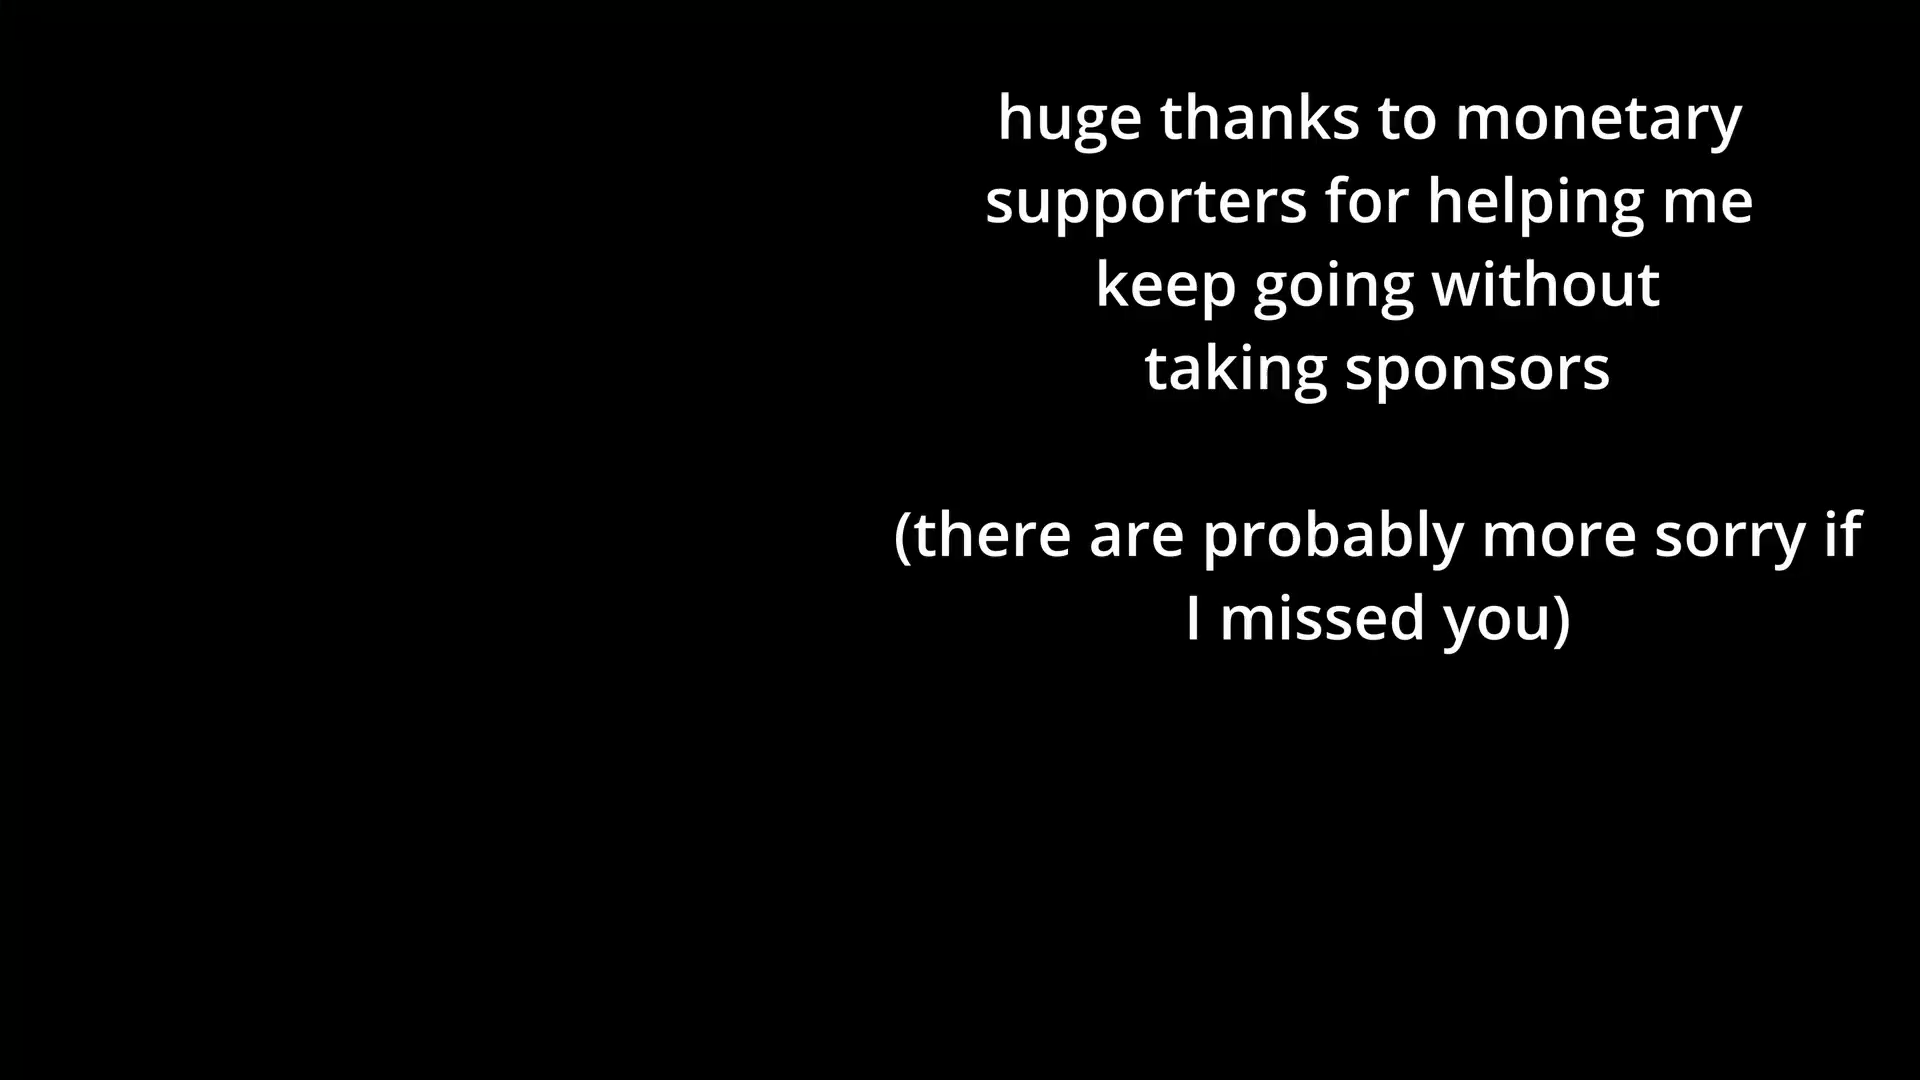 huge thanks to monetary
supporters for helping me
keep going without
taking sponsors
(there are probably more sorry if
I missed you)